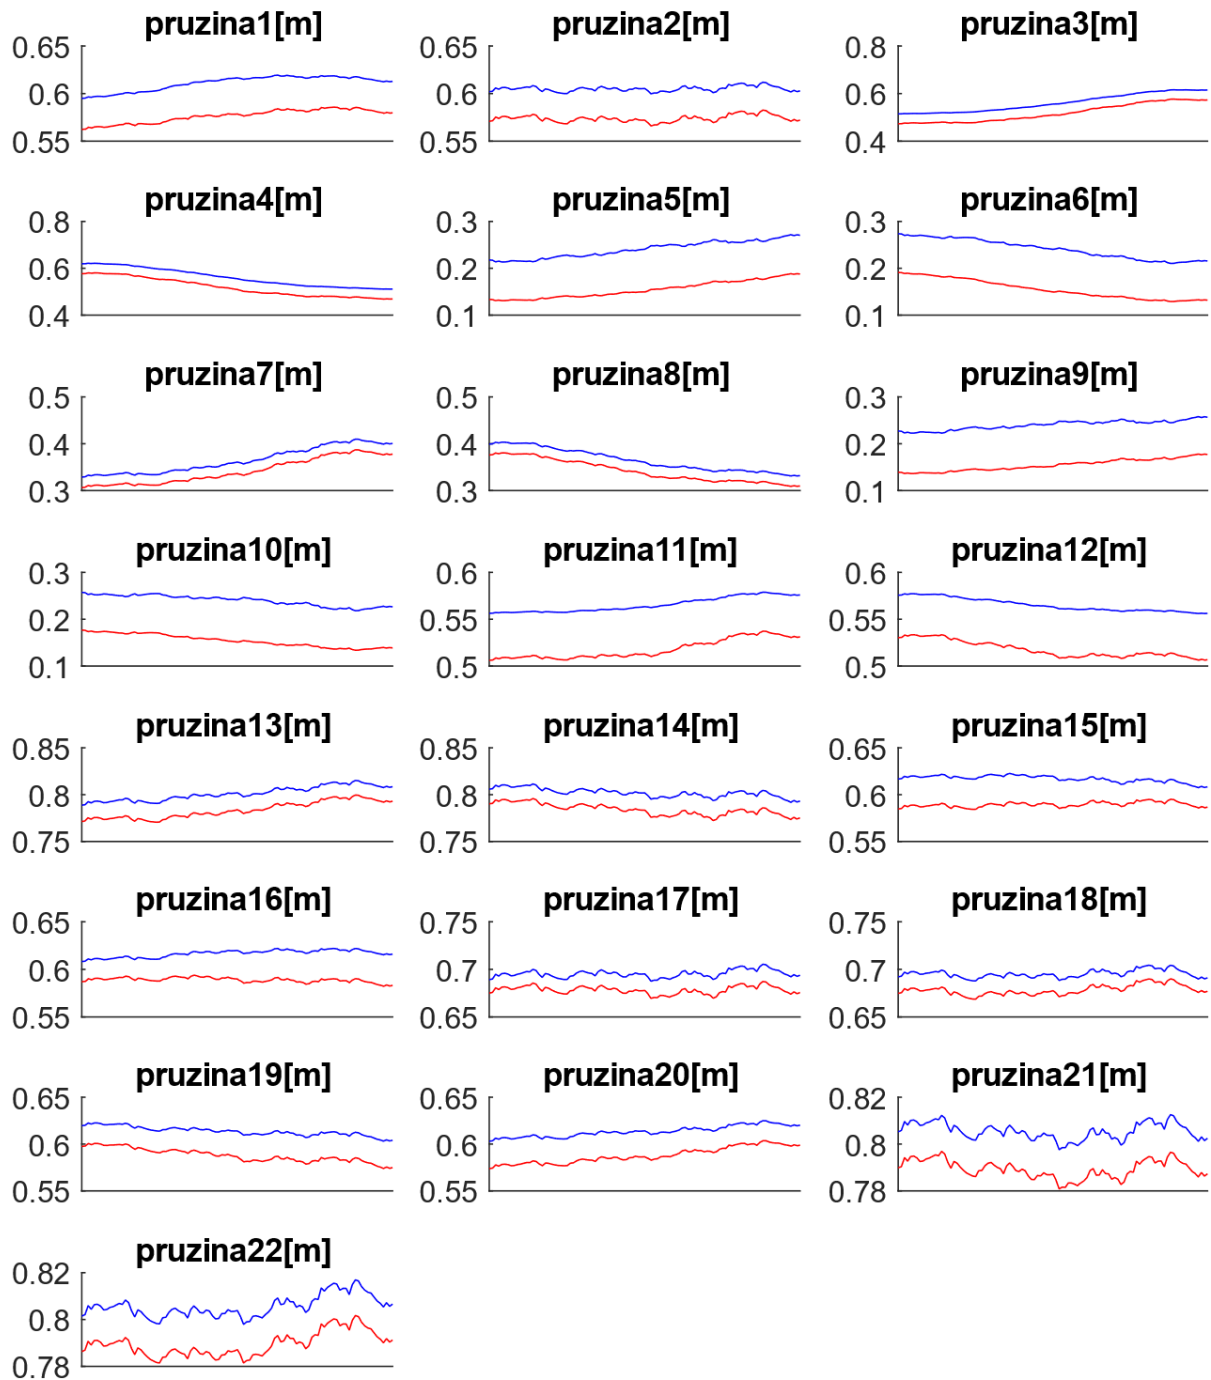 pruzina1[m] pruzina2[m] pruzina3[m]
0.65 0.65 0.8
0.6 0.6 0.6
0.55 0.55 0.4
pruzina4[m] pruzina5[m] pruzina6[m]
0.8 0.3 0.3
0.6 0.2 0.2
0.4 0.1 0.1
pruzina7[m] pruzina8[m] pruzina9[m]
0.5 0.5 0.3
0.4 0.4 0.2
0.3 0.3 0.1
pruzina10[m] pruzina11[m] pruzina12[m]
0.3 0.6 0.6
0.2 0.55 0.55
0.1 0.5 0.5
pruzina13[m] pruzina14[m] pruzina15[m]
0.85 0.85 0.65
0.8 0.8 0.6
0.75 0.75 0.55
pruzina16[m] pruzina17[m] pruzina18[m]
0.65 0.75 0.75
0.6 0.7 0.7
0.55 0.65 0.65
pruzina19[m] pruzina20[m] pruzina21[m]
0.65 0.65 0.82
0.6 0.6 0.8
0.55 0.55 0.78
pruzina22[m]
0.82
0.8
0.78